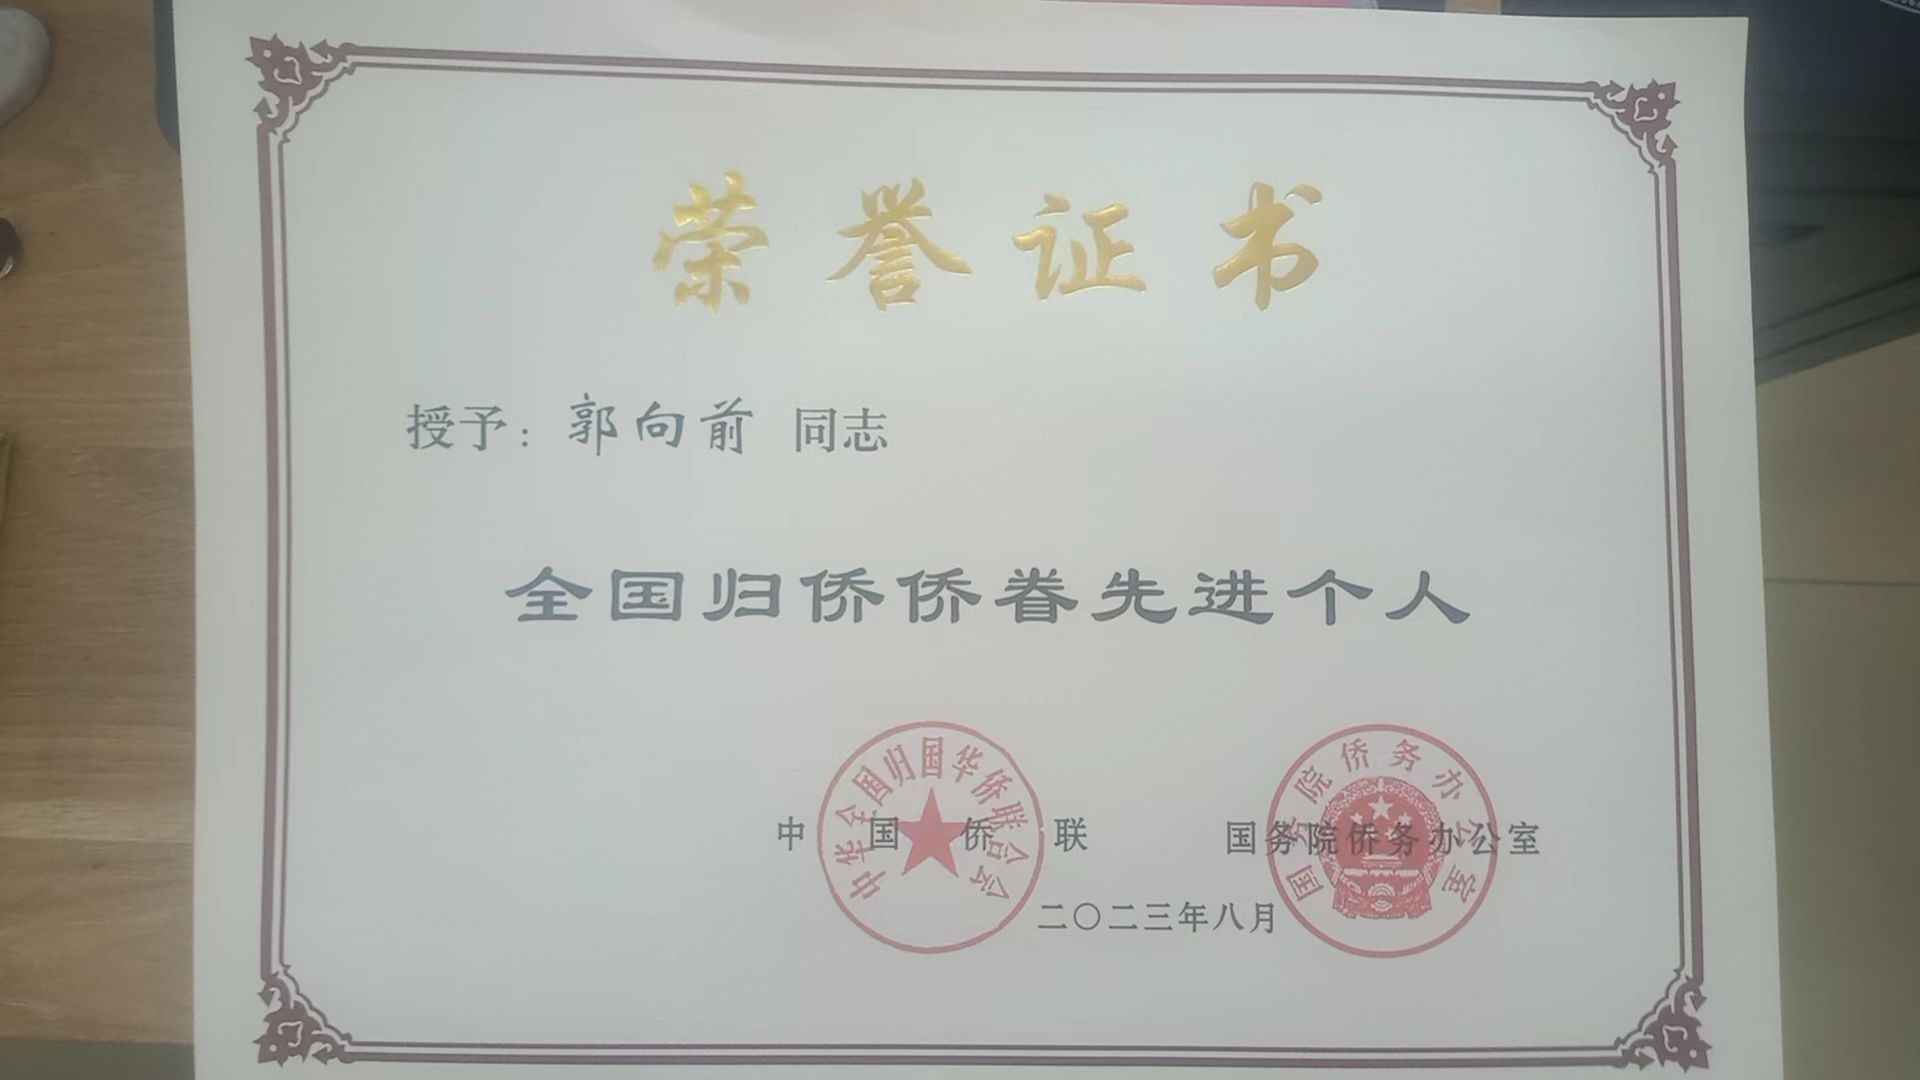 荣誉证书
授予：郭向前 同志
全国归侨侨眷先进个人
中华全国归国华侨联合会
国务院侨务办公室
中国侨联
国务院侨务办公室
二〇二三年八月